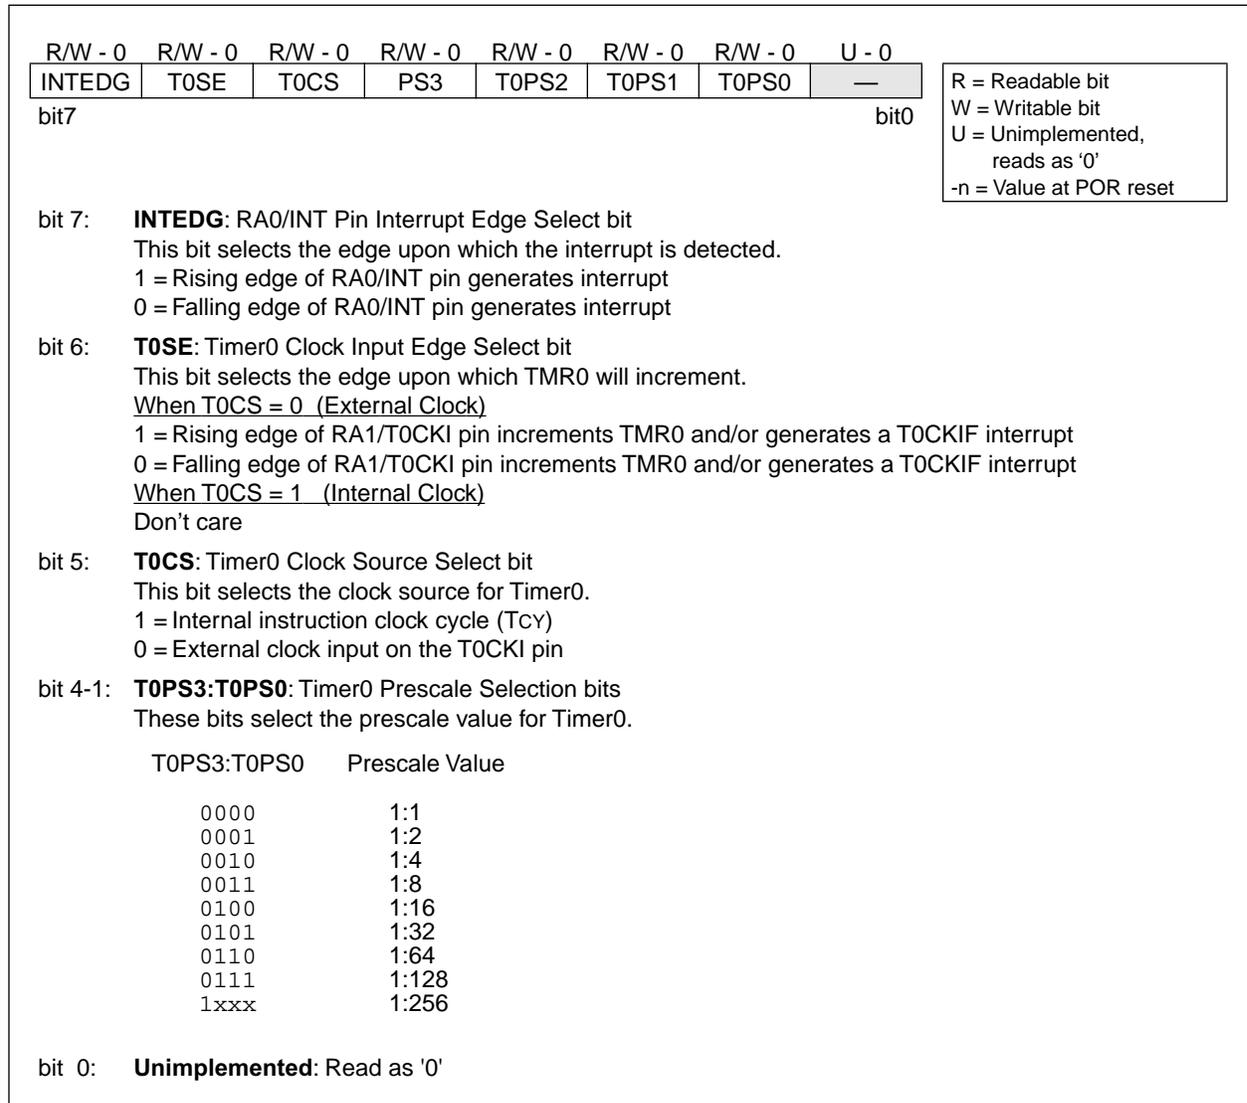 R/W - 0 R/W - 0 R/W - 0 R/W - 0 R/W - 0 R/W - 0 R/W - 0 U - 0
INTEDG T0SE T0CS PS3 T0PS2 T0PS1 T0PS0 —
bit7 bit0
R = Readable bit
W = Writable bit
U = Unimplemented,
reads as ‘0’
-n = Value at POR reset
bit 7: INTEDG: RA0/INT Pin Interrupt Edge Select bit
This bit selects the edge upon which the interrupt is detected.
1 = Rising edge of RA0/INT pin generates interrupt
0 = Falling edge of RA0/INT pin generates interrupt
bit 6: T0SE: Timer0 Clock Input Edge Select bit
This bit selects the edge upon which TMR0 will increment.
When T0CS = 0 (External Clock)
1 = Rising edge of RA1/T0CKI pin increments TMR0 and/or generates a T0CKIF interrupt
0 = Falling edge of RA1/T0CKI pin increments TMR0 and/or generates a T0CKIF interrupt
When T0CS = 1 (Internal Clock)
Don't care
bit 5: T0CS: Timer0 Clock Source Select bit
This bit selects the clock source for Timer0.
1 = Internal instruction clock cycle (TCY)
0 = External clock input on the T0CKI pin
bit 4-1: T0PS3:T0PS0: Timer0 Prescale Selection bits
These bits select the prescale value for Timer0.
T0PS3:T0PS0 Prescale Value
0000 1:1
0001 1:2
0010 1:4
0011 1:8
0100 1:16
0101 1:32
0110 1:64
0111 1:128
1xxx 1:256
bit 0: Unimplemented: Read as '0'